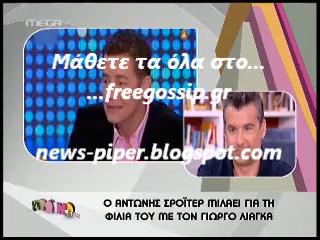 MEGA
Μάθετε τα όλα στο...
...freegossip.gr
news-piper.blogspot.com
Ο ΑΝΤΩΝΗΣ ΣΡΟΪΤΕΡ ΜΙΛΑΕΙ ΓΙΑ ΤΗ
ΦΙΛΙΑ ΤΟΥ ΜΕ ΤΟΝ ΓΙΩΡΓΟ ΛΙΑΓΚΑ